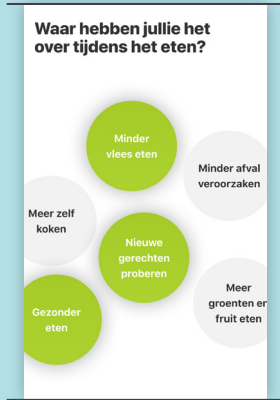 Waar hebben jullie het
over tijdens het eten?
Minder
vlees eten
Minder afval
veroorzaken
Meer zelf
koken
Nieuwe
gerechten
proberen
Meer
groenten en
fruit eten
Gezonder
eten